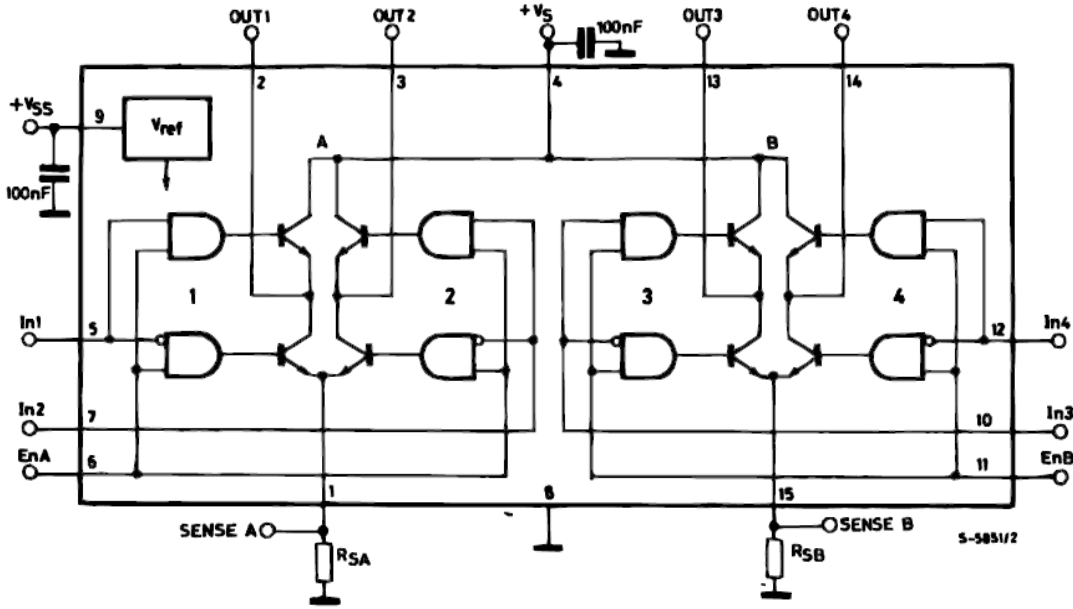 OUT1 OUT2 +VS 100nF OUT3 OUT4
2 3 4 13 14
+VSS 9 Vref A B
100nF
1 2 3 4
In1 5 12 In4
In2 7 10 In3
EnA 6 11 EnB
1 8 15
SENSE A SENSE B S-5851/2
RSA RSB